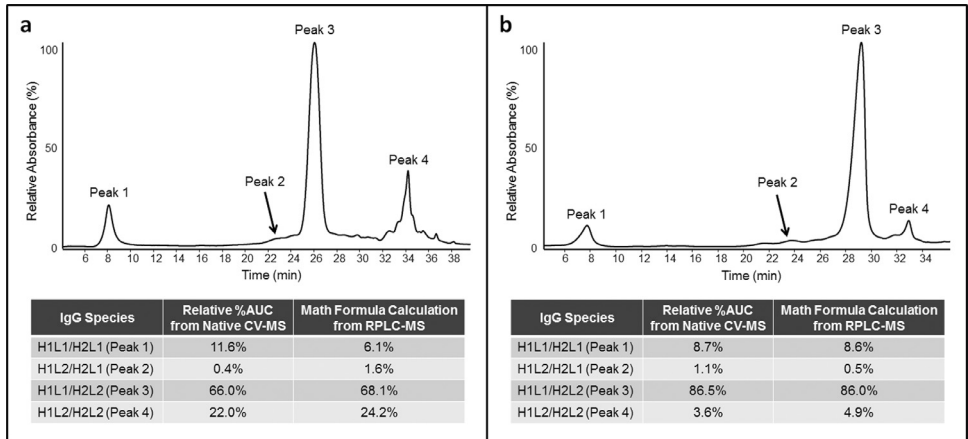 a
Peak 3
100
50
0
Relative Absorbance (%)
Peak 1
Peak 2
Peak 4
6 8 10 12 14 16 18 20 22 24 26 28 30 32 34 36 38
Time (min)
IgG Species Relative %AUC from Native CV-MS Math Formula Calculation from RPLC-MS
H1L1/H2L1 (Peak 1) 11.6% 6.1%
H1L2/H2L1 (Peak 2) 0.4% 1.6%
H1L1/H2L2 (Peak 3) 66.0% 68.1%
H1L2/H2L2 (Peak 4) 22.0% 24.2%
b
Peak 3
100
50
0
Relative Absorbance (%)
Peak 1
Peak 2
Peak 4
6 8 10 12 14 16 18 20 22 24 26 28 30 32 34
Time (min)
IgG Species Relative %AUC from Native CV-MS Math Formula Calculation from RPLC-MS
H1L1/H2L1 (Peak 1) 8.7% 8.6%
H1L2/H2L1 (Peak 2) 1.1% 0.5%
H1L1/H2L2 (Peak 3) 86.5% 86.0%
H1L2/H2L2 (Peak 4) 3.6% 4.9%